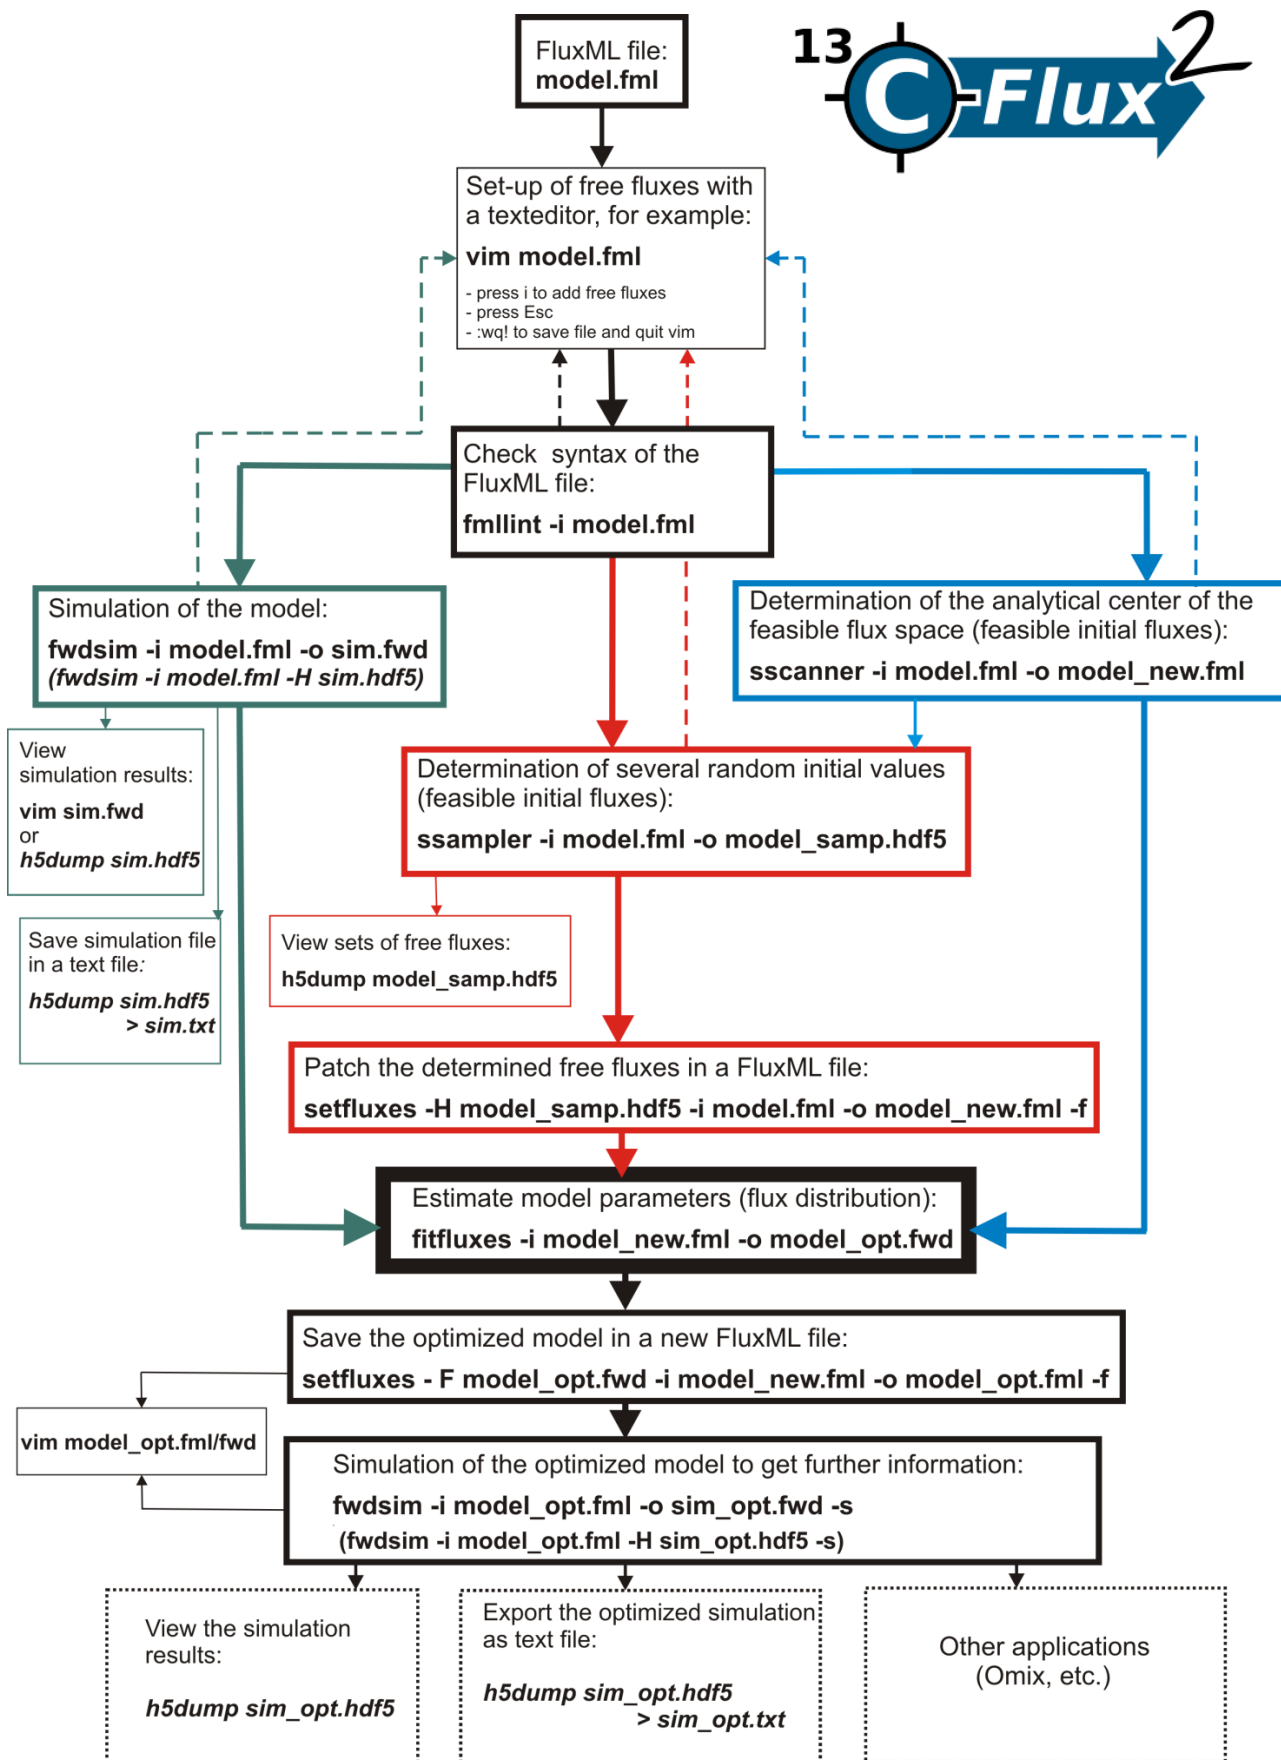 FluxML file:
model.fml
13
C-Flux2
Set-up of free fluxes with
a texteditor, for example:
vim model.fml
- press i to add free fluxes
- press Esc
- :wq! to save file and quit vim
Check syntax of the
FluxML file:
fmllint -i model.fml
Simulation of the model:
fwdsim -i model.fml -o sim.fwd
(fwdsim -i model.fml -H sim.hdf5)
Determination of the analytical center of the
feasible flux space (feasible initial fluxes):
sscanner -i model.fml -o model_new.fml
View
simulation results:
vim sim.fwd
or
h5dump sim.hdf5
Determination of several random initial values
(feasible initial fluxes):
ssampler -i model.fml -o model_samp.hdf5
Save simulation file
in a text file:
h5dump sim.hdf5
> sim.txt
View sets of free fluxes:
h5dump model_samp.hdf5
Patch the determined free fluxes in a FluxML file:
setfluxes -H model_samp.hdf5 -i model.fml -o model_new.fml -f
Estimate model parameters (flux distribution):
fitfluxes -i model_new.fml -o model_opt.fwd
Save the optimized model in a new FluxML file:
setfluxes - F model_opt.fwd -i model_new.fml -o model_opt.fml -f
vim model_opt.fml/fwd
Simulation of the optimized model to get further information:
fwdsim -i model_opt.fml -o sim_opt.fwd -s
(fwdsim -i model_opt.fml -H sim_opt.hdf5 -s)
View the simulation
results:
h5dump sim_opt.hdf5
Export the optimized simulation
as text file:
h5dump sim_opt.hdf5
> sim_opt.txt
Other applications
(Omix, etc.)